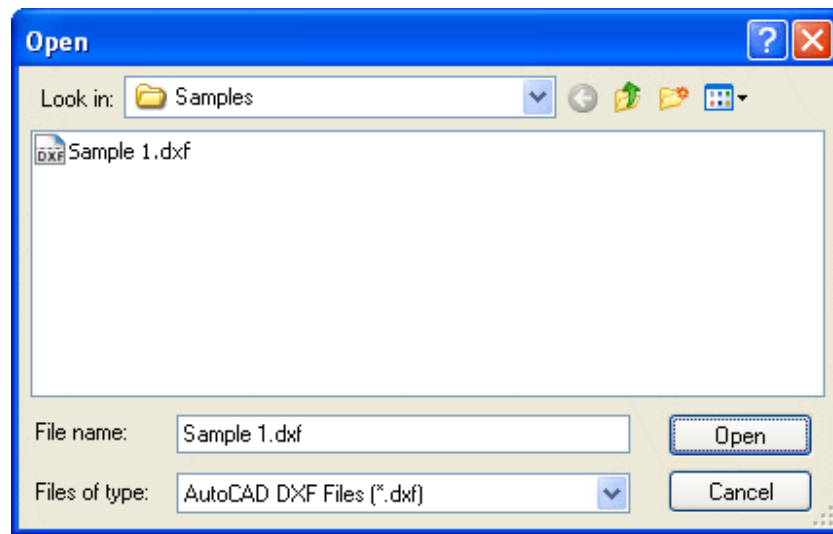 Open
Look in: Samples
DXF Sample 1.dxf
File name: Sample 1.dxf Open
Files of type: AutoCAD DXF Files (*.dxf) Cancel